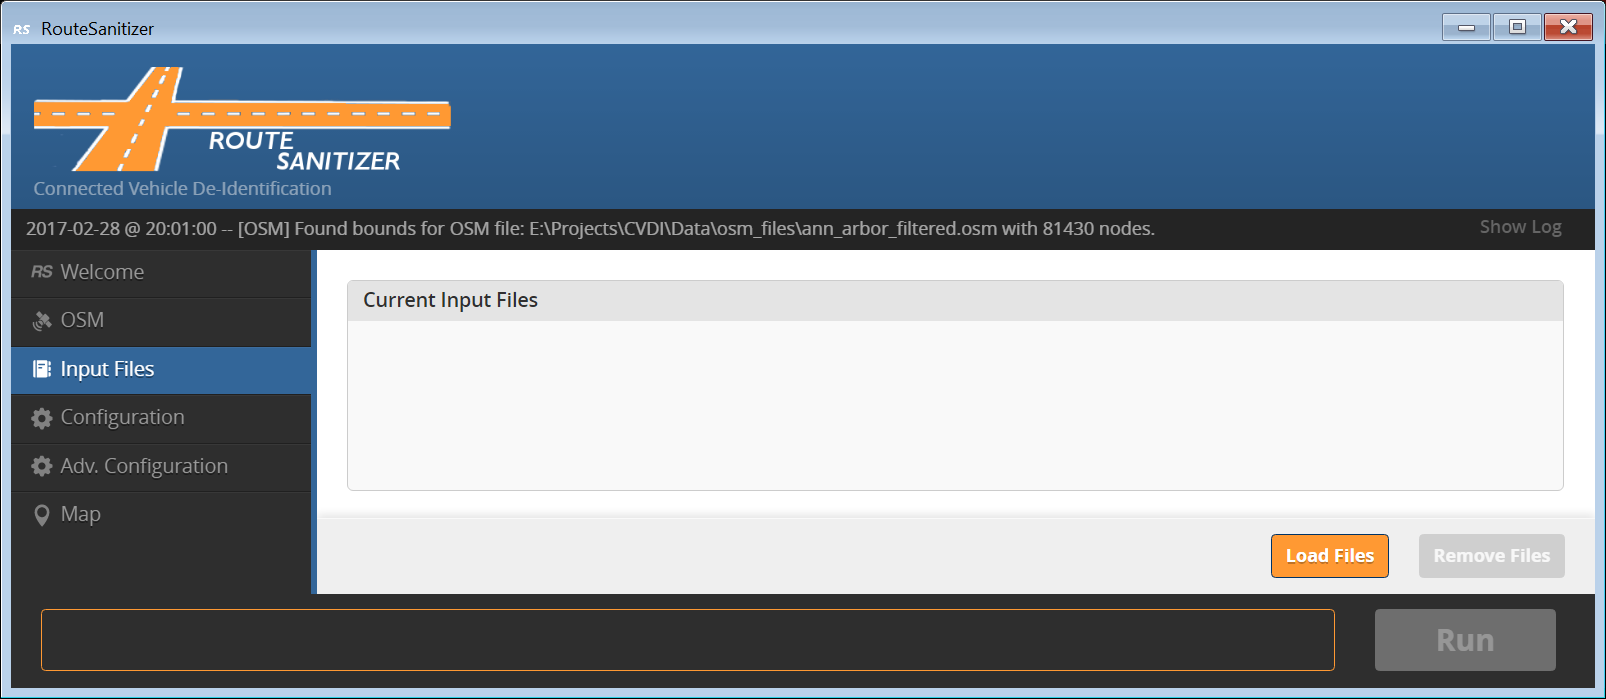 RS RouteSanitizer
ROUTE
SANITIZER
Connected Vehicle De-Identification
2017-02-28 @ 20:01:00 -- [OSM] Found bounds for OSM file: E:\Projects\CVDI\Data\osm_files\ann_arbor_filtered.osm with 81430 nodes.
Show Log
RS Welcome
OSM
Input Files
Configuration
Adv. Configuration
Map
Current Input Files
Load Files
Remove Files
Run